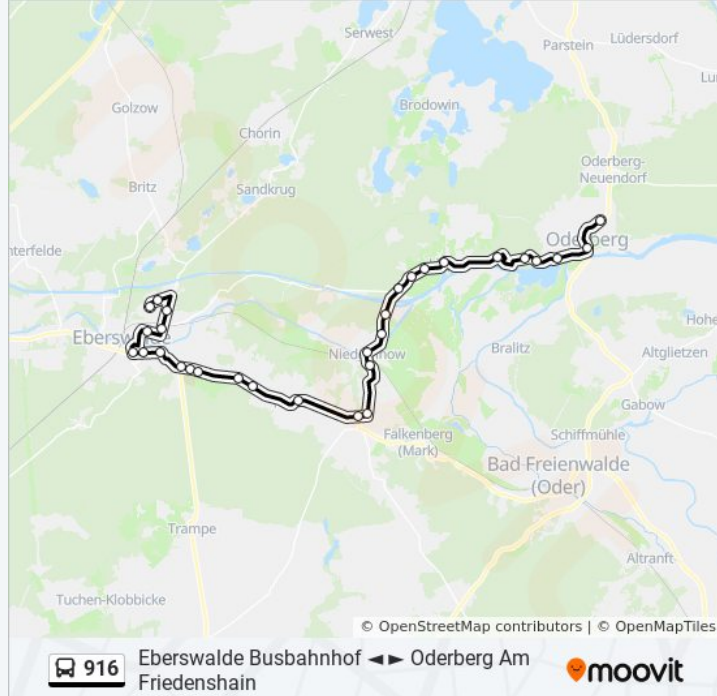 Serwest
Parstein
Lüdersdorf
Lu
Golzow
Brodowin
Chorin
Oderberg-
Neuendorf
Britz
Sandkrug
nterfelde
Oderberg
Hohe
Eberswalde
Niederfinow
Bralitz
Altglietzen
Gabow
Falkenberg
(Mark)
Schiffmühle
Bad Freienwalde
(Oder)
Trampe
Altranft
Tuchen-Klobbicke
© OpenStreetMap contributors | © OpenMapTiles
916
Eberswalde Busbahnhof ◄ ► Oderberg Am
Friedenshain
moovit